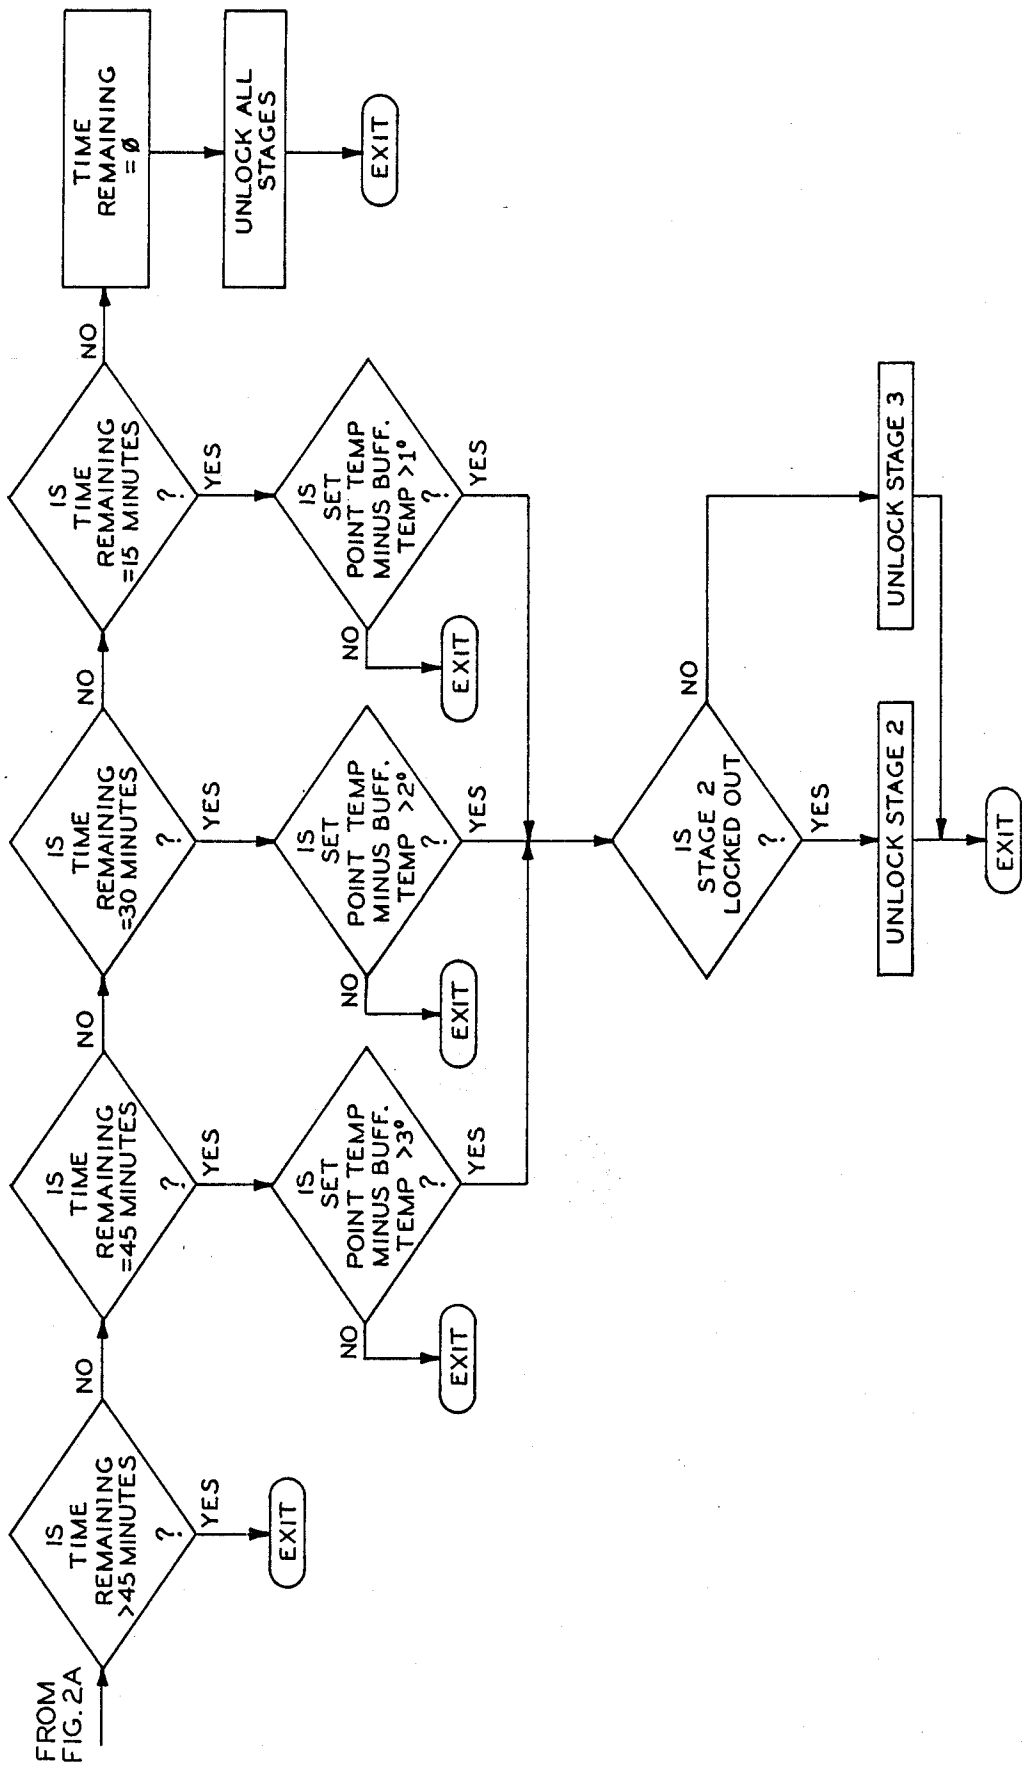 FROM
FIG. 2A
IS
TIME
REMAINING
>45 MINUTES
?
YES
EXIT
NO
IS
TIME
REMAINING
=45 MINUTES
?
YES
NO
IS
SET
POINT TEMP
MINUS BUFF.
TEMP >3°
?
NO
EXIT
YES
IS
TIME
REMAINING
=30 MINUTES
?
YES
NO
IS
SET
POINT TEMP
MINUS BUFF.
TEMP >2°
?
NO
EXIT
YES
IS
TIME
REMAINING
=15 MINUTES
?
YES
NO
IS
SET
POINT TEMP
MINUS BUFF.
TEMP >1°
?
NO
EXIT
YES
TIME
REMAINING
=Ø
UNLOCK ALL
STAGES
EXIT
IS
STAGE 2
LOCKED OUT
?
YES
NO
UNLOCK STAGE 2
UNLOCK STAGE 3
EXIT